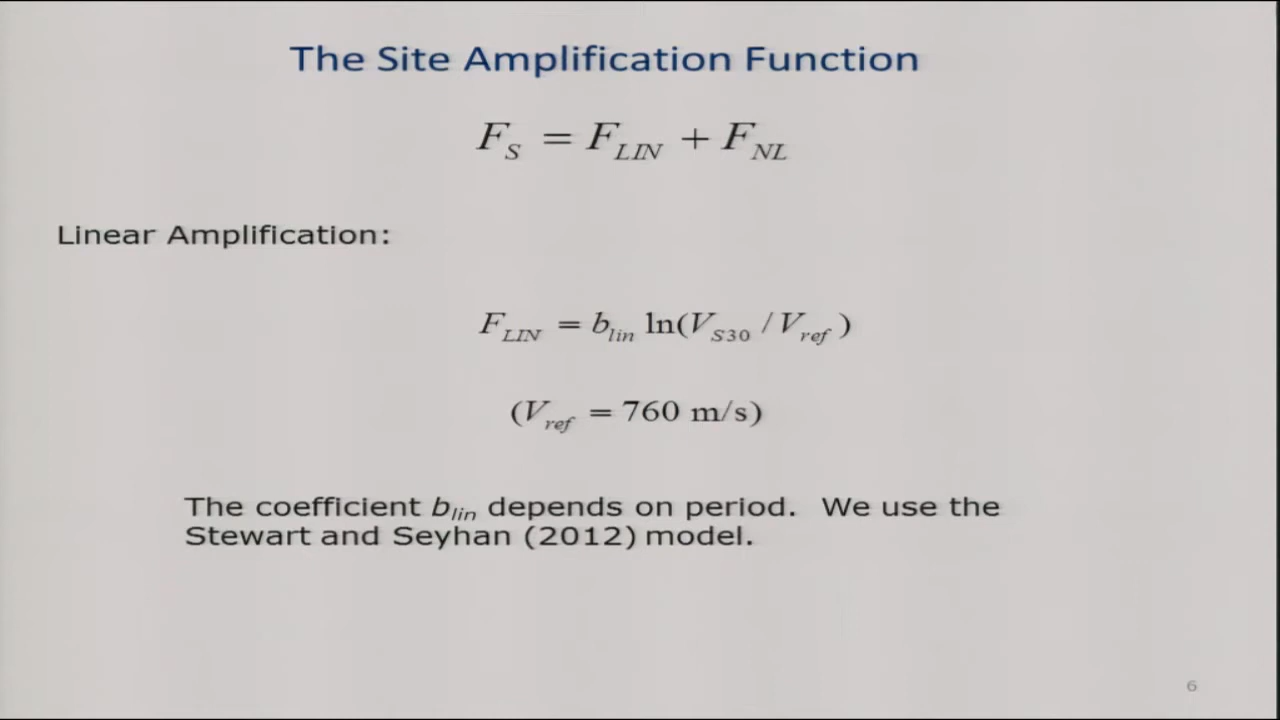 The Site Amplification Function
F_S = F_LIN + F_NL
Linear Amplification:
F_LIN = b_lin ln(V_S30 / V_ref)
(V_ref = 760 m/s)
The coefficient b_lin depends on period. We use the
Stewart and Seyhan (2012) model.
6